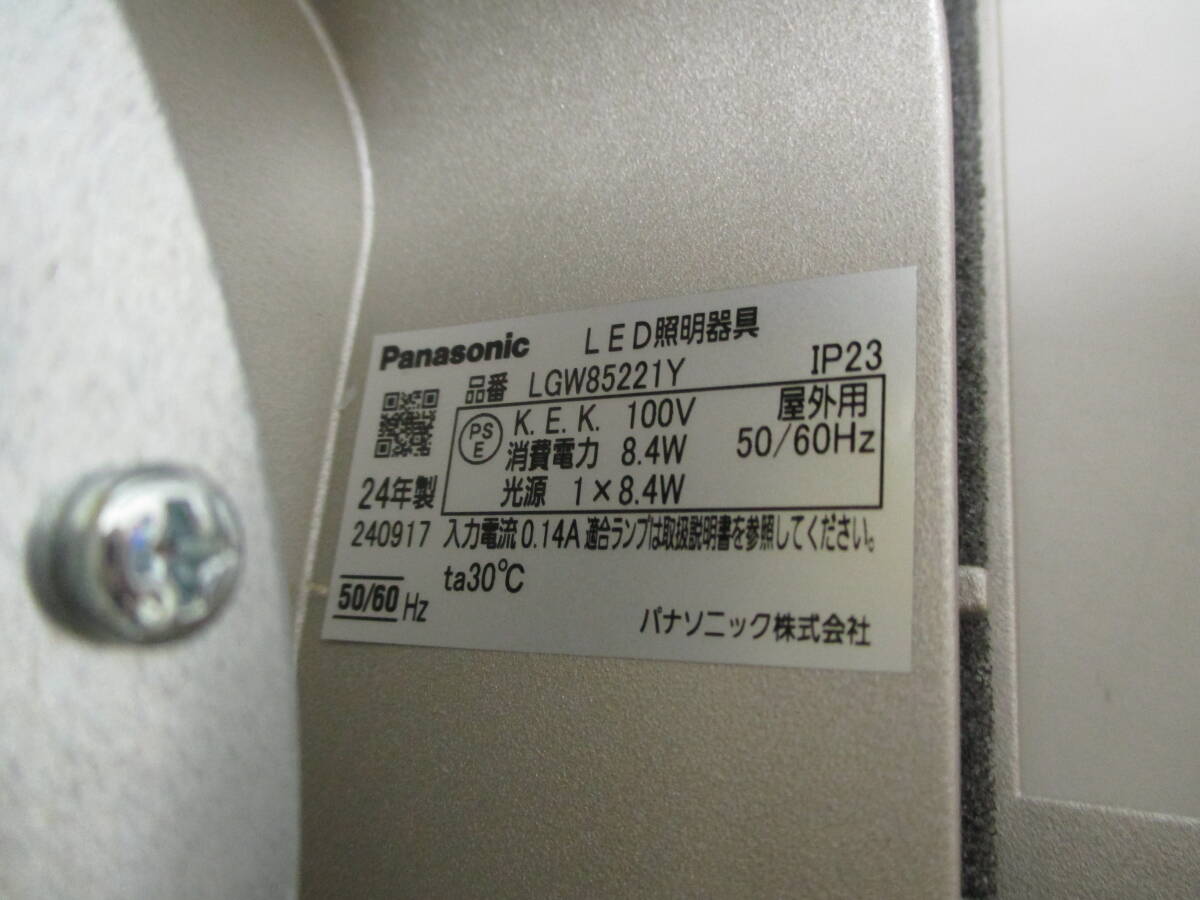 Panasonic LED照明器具
品番 LGW85221Y IP23
PS E K.E.K. 100V 屋外用
消費電力 8.4W 50/60Hz
24年製 光源 1×8.4W
240917 入力電流0.14A 適合ランプは取扱説明書を参照してください。
50/60 Hz ta30℃
パナソニック株式会社